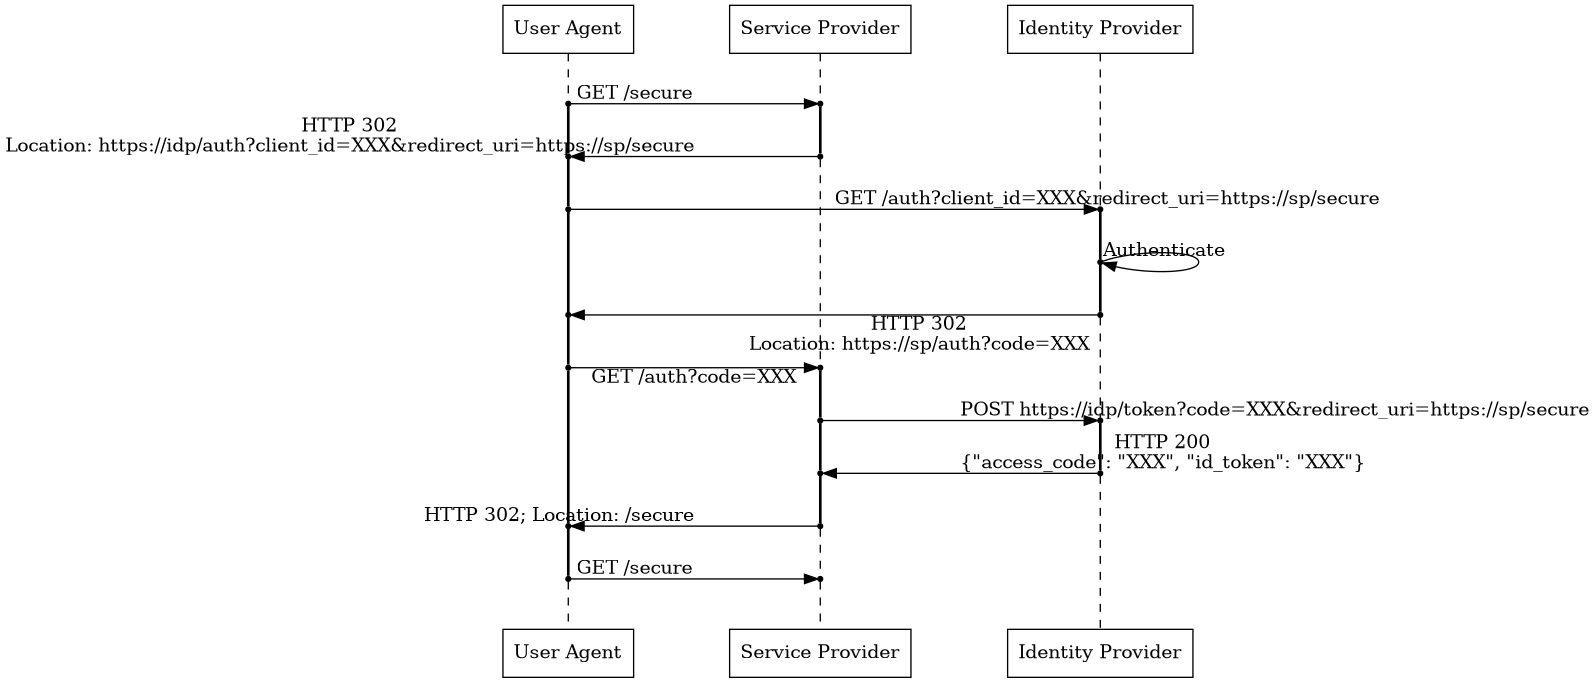 User Agent
Service Provider
Identity Provider
GET /secure
HTTP 302
Location: https://idp/auth?client_id=XXX&redirect_uri=https://sp/secure
GET /auth?client_id=XXX&redirect_uri=https://sp/secure
Authenticate
HTTP 302
Location: https://sp/auth?code=XXX
GET /auth?code=XXX
POST https://idp/token?code=XXX&redirect_uri=https://sp/secure
HTTP 200
{"access_code": "XXX", "id_token": "XXX"}
HTTP 302; Location: /secure
GET /secure
User Agent
Service Provider
Identity Provider